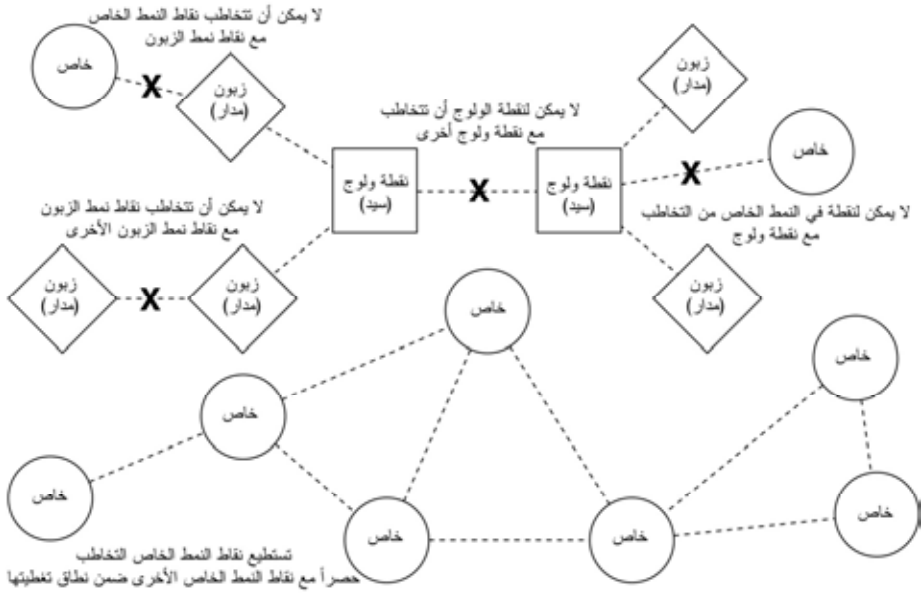 لا يمكن أن تتخاطب نقاط النمط الخاص
مع نقاط نمط الزبون
خاص
زبون
(مدار)
زبون
(مدار)
لا يمكن لنقطة الولوج أن تتخاطب
مع نقطة ولوج أخرى
خاص
نقطة ولوج
(سيد)
نقطة ولوج
(سيد)
لا يمكن أن تتخاطب نقاط نمط الزبون
مع نقاط نمط الزبون الأخرى
لا يمكن لنقطة في النمط الخاص من التخاطب
مع نقطة ولوج
زبون
(مدار)
زبون
(مدار)
زبون
(مدار)
خاص
خاص
خاص
خاص
خاص
خاص
خاص
تستطيع نقاط النمط الخاص التخاطب
حصراً مع نقاط النمط الخاص الأخرى ضمن نطاق تغطيتها